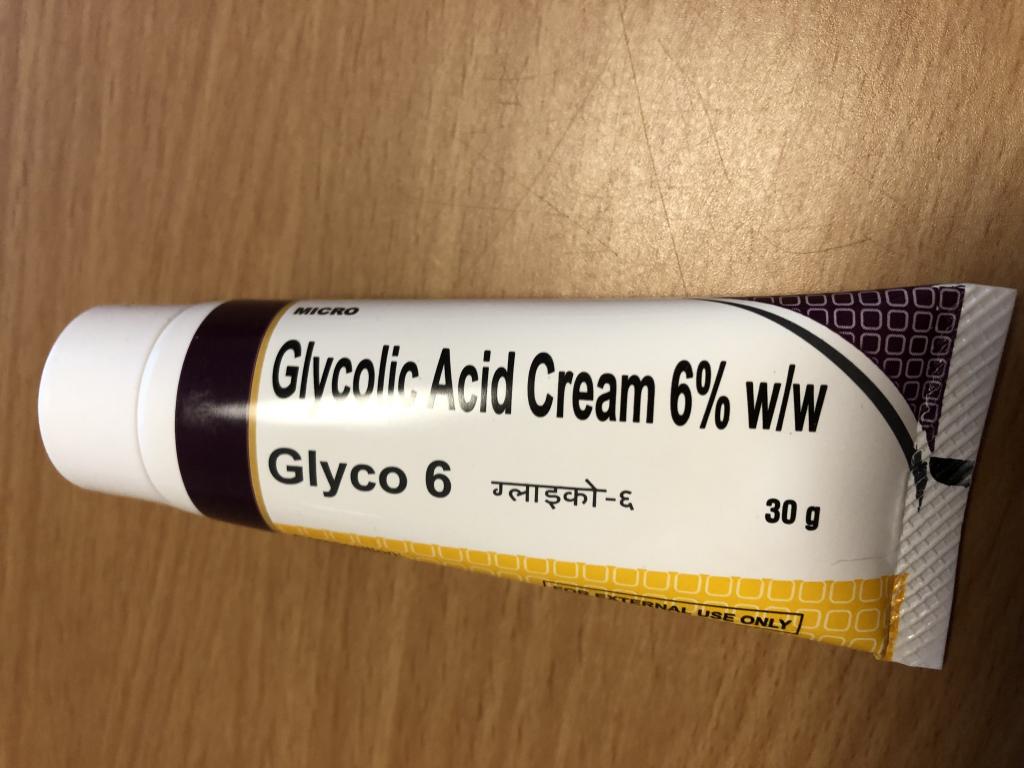 MICRO
Glycolic Acid Cream 6% w/w
Glyco 6 ग्लाइको-६
30 g
FOR EXTERNAL USE ONLY